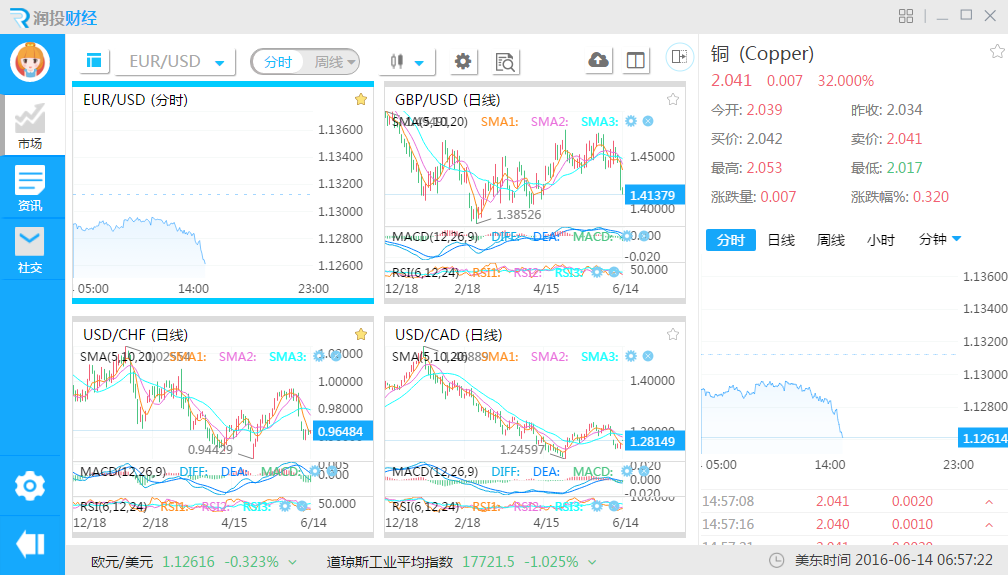 润投财经
市场
资讯
社交
EUR/USD
分时 周线
EUR/USD (分时)
1.13600
1.13400
1.13200
1.13000
1.12800
1.12600
05:00 14:00 23:00
GBP/USD (日线)
SMA(5,10,20) SMA1: SMA2: SMA3:
1.45000
1.41379
1.40000
1.38526
MACD(12,26,9) DIFF: DEA: MACD: 0.000
-0.020
RSI(6,12,24) RSI1: RSI2: RSI3: 50.000
12/18 2/18 4/15 6/14
USD/CHF (日线)
SMA(5,10,20) SMA1: SMA2: SMA3:
1.00000
0.98000
0.96484
0.94429
MACD(12,26,9) DIFF: DEA: MACD: 0.005
0.000
RSI(6,12,24) RSI1: RSI2: RSI3: 50.000
12/18 2/18 4/15 6/14
USD/CAD (日线)
SMA(5,10,20) SMA1: SMA2: SMA3:
1.40000
1.28149
1.24597
MACD(12,26,9) DIFF: DEA: MACD: 0.020
0.000
-0.020
RSI(6,12,24) RSI1: RSI2: RSI3:
12/18 2/18 4/15 6/14
铜 (Copper)
2.041 0.007 32.000%
今开: 2.039 昨收: 2.034
买价: 2.042 卖价: 2.041
最高: 2.053 最低: 2.017
涨跌量: 0.007 涨跌幅%: 0.320
分时 日线 周线 小时 分钟
1.13600
1.13400
1.13200
1.13000
1.12800
1.12614
05:00 14:00 23:00
14:57:08 2.041 0.0020
14:57:16 2.040 0.0010
欧元/美元 1.12616 -0.323% 道琼斯工业平均指数 17721.5 -1.025% 美东时间 2016-06-14 06:57:22